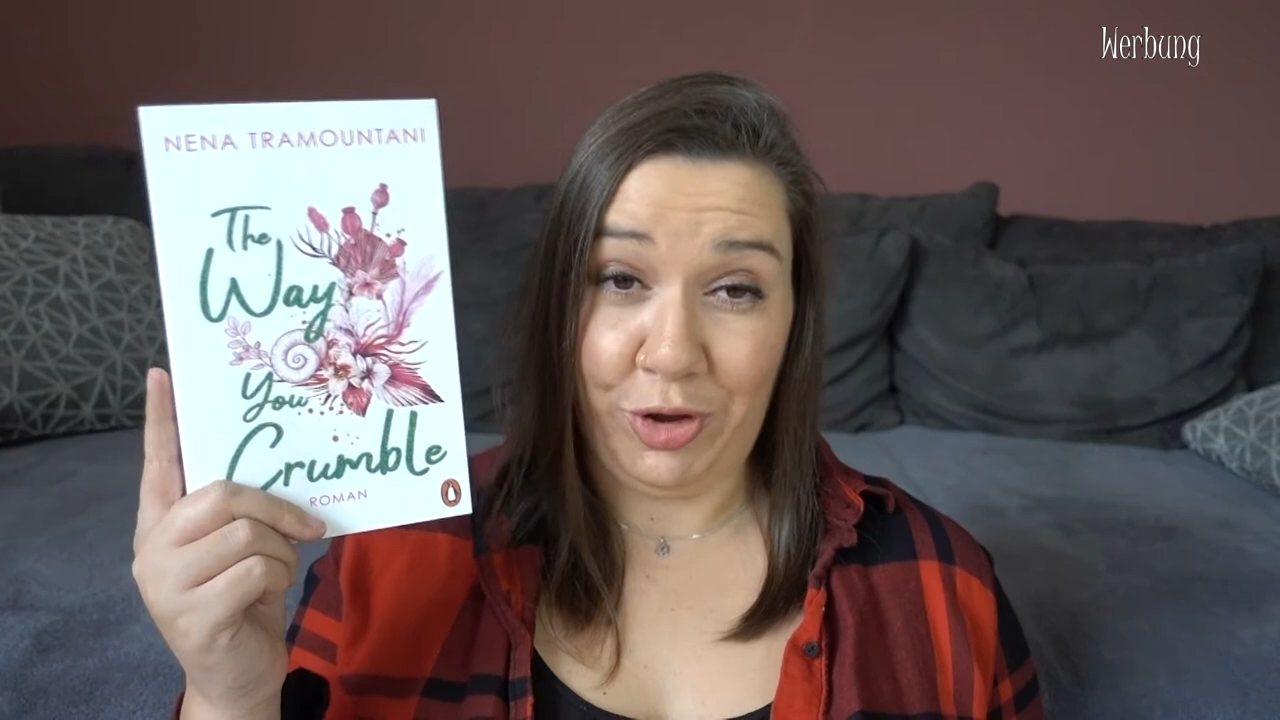 Werbung
NENA TRAMOUNTANI
The
Way
You
Crumble
ROMAN